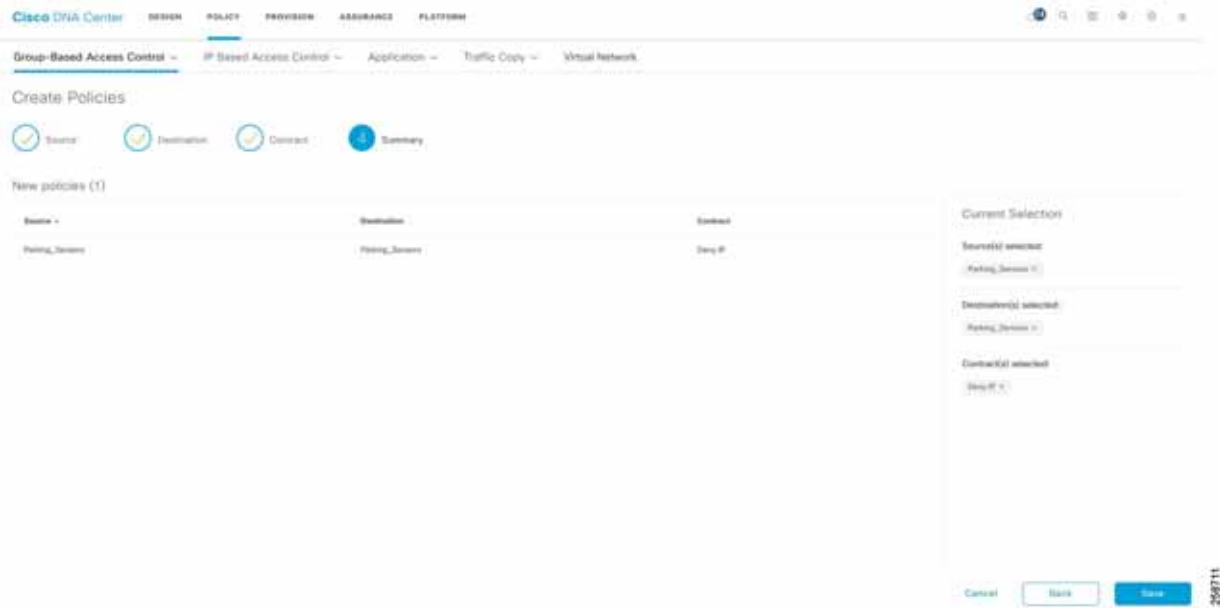 Cisco DNA Center DESIGN POLICY PROVISION ASSURANCE PLATFORM
Group-Based Access Control IP Based Access Control Application Traffic Copy Virtual Network
Create Policies
Source Destination Contract 4 Summary
New policies (1)
Source Destination Contract
Parking_Sensors Parking_Sensors Deny IP
Current Selection
Source(s) selected:
Parking_Sensors ×
Destination(s) selected:
Parking_Sensors ×
Contract(s) selected:
Deny IP ×
Cancel Back Save
258711